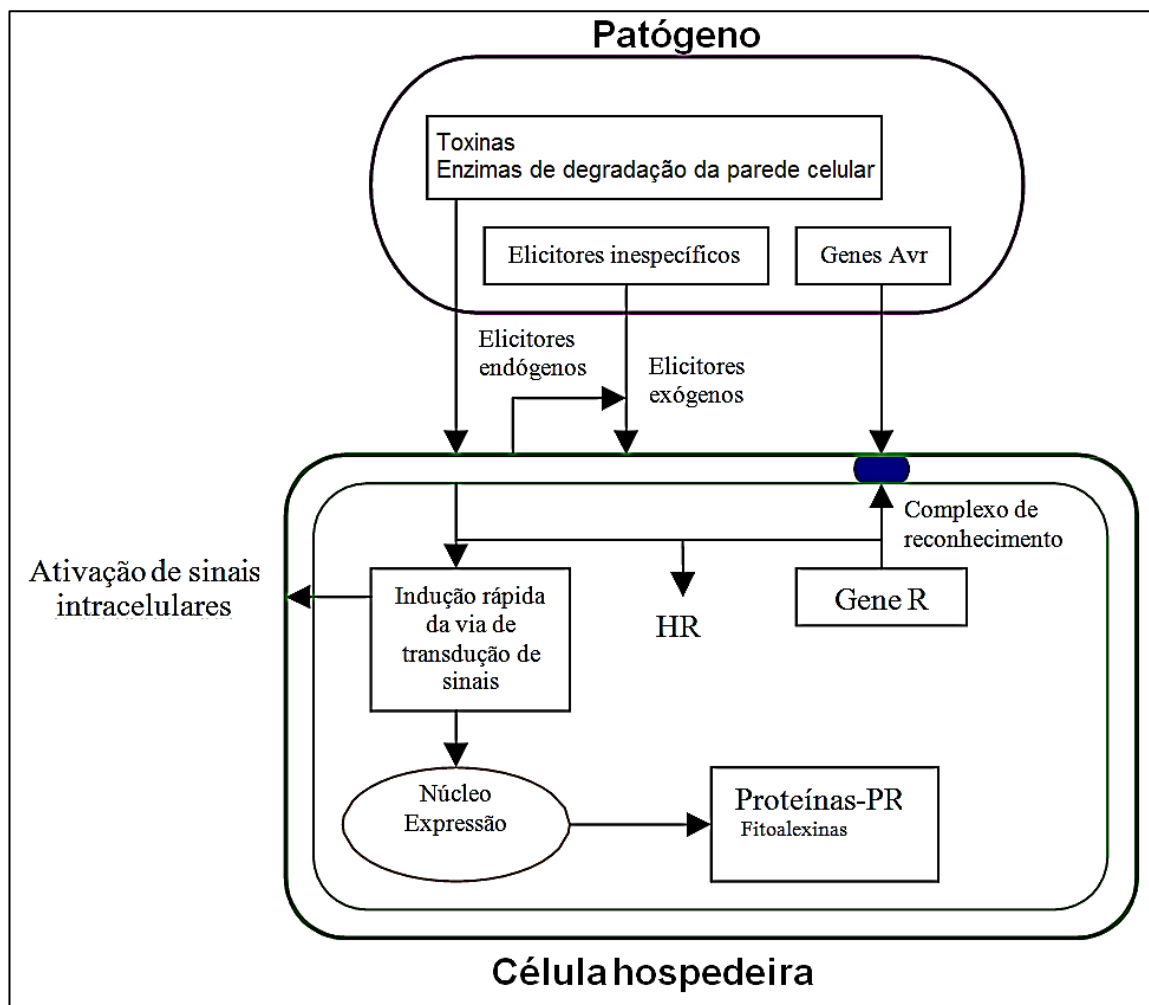 Patógeno
Toxinas
Enzimas de degradação da parede celular
Elicitores inespecíficos
Genes Avr
Elicitores
endógenos
Elicitores
exógenos
Complexo de
reconhecimento
Ativação de sinais
intracelulares
Indução rápida
da via de
transdução de
sinais
HR
Gene R
Núcleo
Expressão
Proteínas-PR
Fitoalexinas
Célula hospedeira